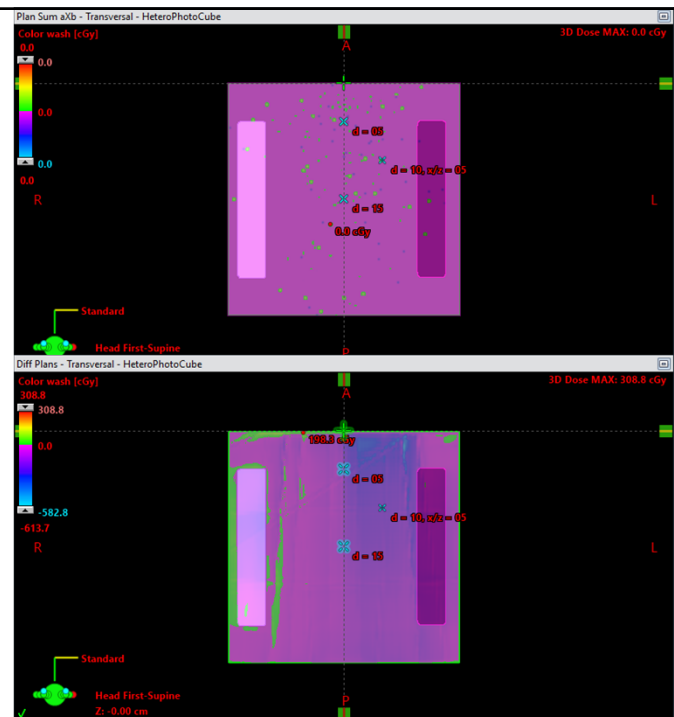 Plan Sum aXb - Transversal - HeteroPhotoCube
Color wash [cGy]
3D Dose MAX: 0.0 cGy
0.0
0.0
A
0.0
0.0
0.0
d = 05
d = 10, x/z = 05
R
L
d = 15
0.0 cGy
Standard
Head First-Supine
P
Diff Plans - Transversal - HeteroPhotoCube
Color wash [cGy]
3D Dose MAX: 308.8 cGy
308.8
308.8
A
0.0
198.3 cGy
d = 05
-582.8
-613.7
d = 10, x/z = 05
R
L
d = 15
Standard
Head First-Supine
P
Z: -0.00 cm